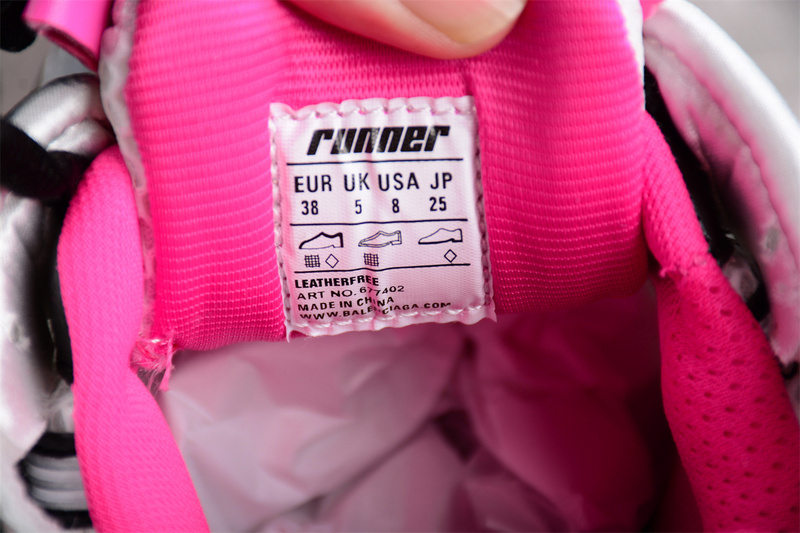 runner
EUR UK USA JP
38 5 8 25
LEATHERFREE
ART NO. 677402
MADE IN CHINA
WWW.BALENCIAGA.COM